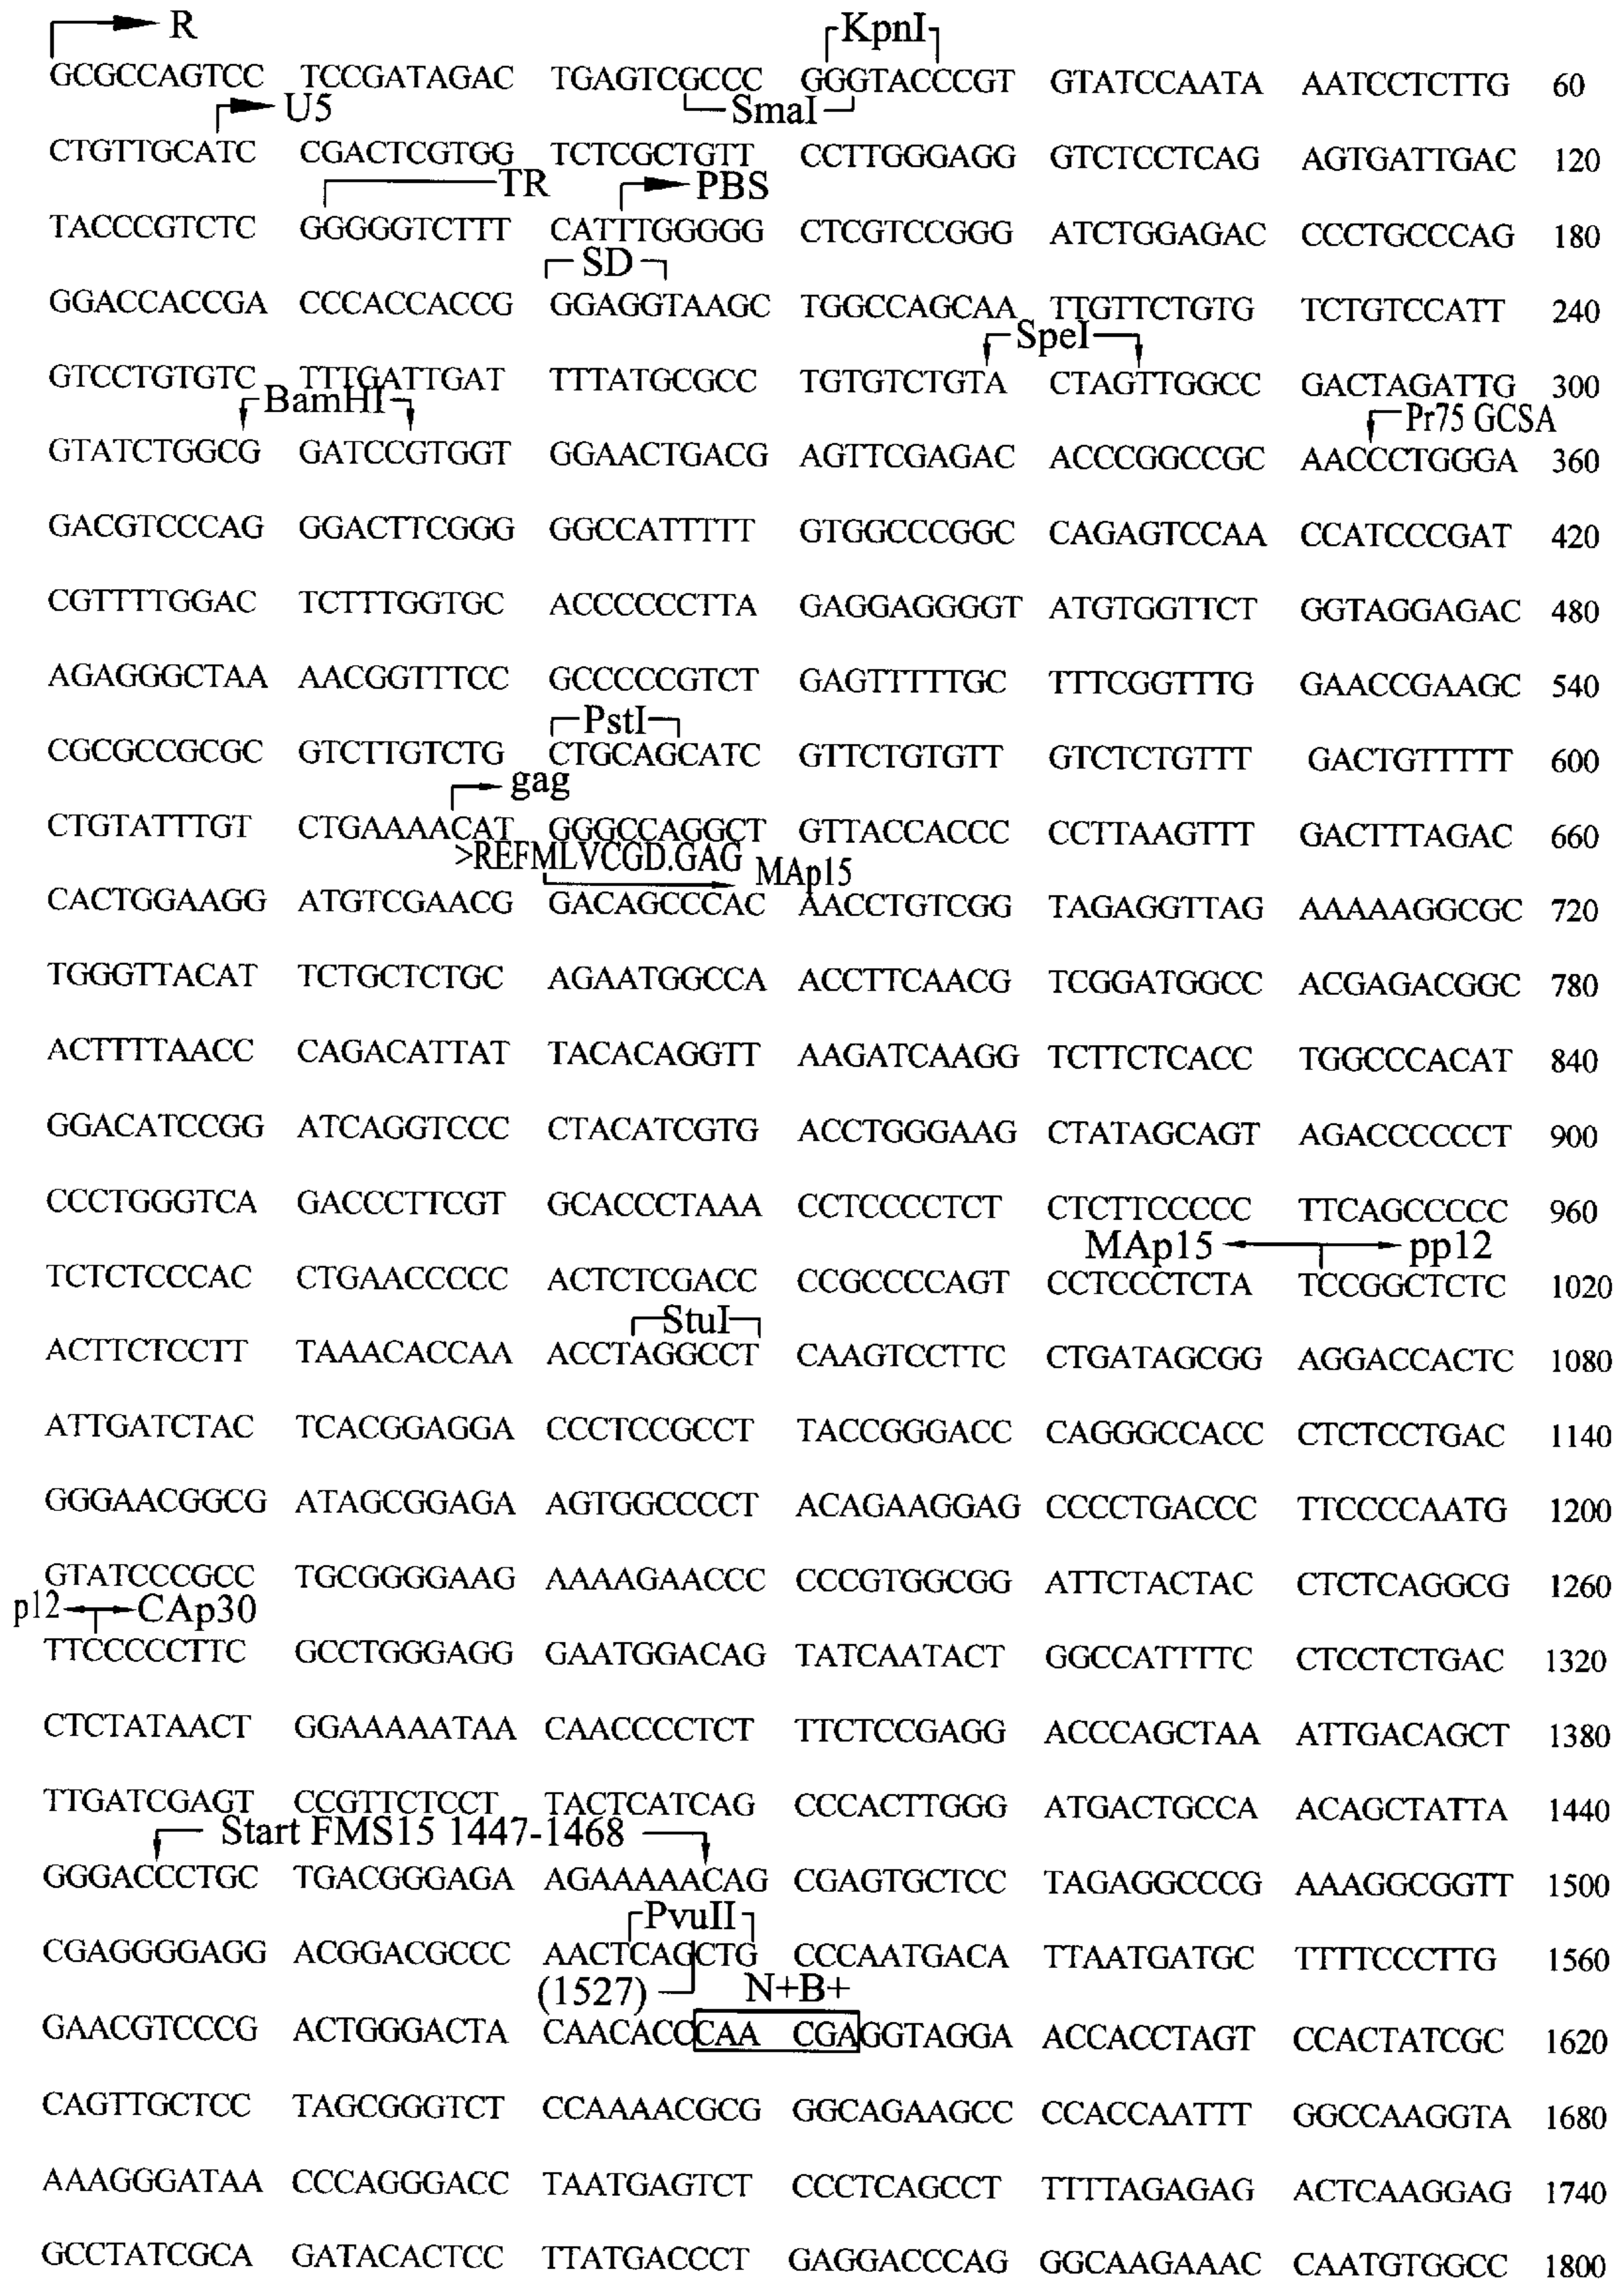 R KpnI
GCGCCAGTCC TCCGATAGAC TGAGTCGCCC GGGTACCCGT GTATCCAATA AATCCTCTTG 60
U5 SmaI
CTGTTGCATC CGACTCGTGG TCTCGCTGTT CCTTGGGAGG GTCTCCTCAG AGTGATTGAC 120
TR PBS
TACCCGTCTC GGGGGTCTTT CATTTGGGGG CTCGTCCGGG ATCTGGAGAC CCCTGCCCAG 180
SD
GGACCACCGA CCCACCACCG GGAGGTAAGC TGGCCAGCAA TTGTTCTGTG TCTGTCCATT 240
SpeI
GTCCTGTGTC TTTGATTGAT TTTATGCGCC TGTGTCTGTA CTAGTTGGCC GACTAGATTG 300
BamHI Pr75 GCSA
GTATCTGGCG GATCCGTGGT GGAACTGACG AGTTCGAGAC ACCCGGCCGC AACCCTGGGA 360
GACGTCCCAG GGACTTCGGG GGCCATTTTT GTGGCCCGGC CAGAGTCCAA CCATCCCGAT 420
CGTTTTGGAC TCTTTGGTGC ACCCCCCTTA GAGGAGGGGT ATGTGGTTCT GGTAGGAGAC 480
AGAGGGCTAA AACGGTTTCC GCCCCCGTCT GAGTTTTTGC TTTCGGTTTG GAACCGAAGC 540
PstI
CGCGCCGCGC GTCTTGTCTG CTGCAGCATC GTTCTGTGTT GTCTCTGTTT GACTGTTTTT 600
gag
CTGTATTTGT CTGAAAACAT GGGCCAGGCT GTTACCACCC CCTTAAGTTT GACTTTAGAC 660
>REFMLVCGD.GAG MAp15
CACTGGAAGG ATGTCGAACG GACAGCCCAC AACCTGTCGG TAGAGGTTAG AAAAAGGCGC 720
TGGGTTACAT TCTGCTCTGC AGAATGGCCA ACCTTCAACG TCGGATGGCC ACGAGACGGC 780
ACTTTTAACC CAGACATTAT TACACAGGTT AAGATCAAGG TCTTCTCACC TGGCCCACAT 840
GGACATCCGG ATCAGGTCCC CTACATCGTG ACCTGGGAAG CTATAGCAGT AGACCCCCCT 900
CCCTGGGTCA GACCCTTCGT GCACCCTAAA CCTCCCCTCT CTCTTCCCCC TTCAGCCCCC 960
MAp15 pp12
TCTCTCCCAC CTGAACCCCC ACTCTCGACC CCGCCCCAGT CCTCCCTCTA TCCGGCTCTC 1020
StuI
ACTTCTCCTT TAAACACCAA ACCTAGGCCT CAAGTCCTTC CTGATAGCGG AGGACCACTC 1080
ATTGATCTAC TCACGGAGGA CCCTCCGCCT TACCGGGACC CAGGGCCACC CTCTCCTGAC 1140
GGGAACGGCG ATAGCGGAGA AGTGGCCCCT ACAGAAGGAG CCCCTGACCC TTCCCCAATG 1200
GTATCCCGCC TGCGGGGAAG AAAAGAACCC CCCGTGGCGG ATTCTACTAC CTCTCAGGCG 1260
p12 CAp30
TTCCCCCTTC GCCTGGGAGG GAATGGACAG TATCAATACT GGCCATTTTC CTCCTCTGAC 1320
CTCTATAACT GGAAAAATAA CAACCCCTCT TTCTCCGAGG ACCCAGCTAA ATTGACAGCT 1380
TTGATCGAGT CCGTTCTCCT TACTCATCAG CCCACTTGGG ATGACTGCCA ACAGCTATTA 1440
Start FMS15 1447-1468
GGGACCCTGC TGACGGGAGA AGAAAAACAG CGAGTGCTCC TAGAGGCCCG AAAGGCGGTT 1500
PvuII
CGAGGGGAGG ACGGACGCCC AACTCAGCTG CCCAATGACA TTAATGATGC TTTTCCCTTG 1560
(1527) N+B+
GAACGTCCCG ACTGGGACTA CAACACCCAA CGAGGTAGGA ACCACCTAGT CCACTATCGC 1620
CAGTTGCTCC TAGCGGGTCT CCAAAACGCG GGCAGAAGCC CCACCAATTT GGCCAAGGTA 1680
AAAGGGATAA CCCAGGGACC TAATGAGTCT CCCTCAGCCT TTTTAGAGAG ACTCAAGGAG 1740
GCCTATCGCA GATACACTCC TTATGACCCT GAGGACCCAG GGCAAGAAAC CAATGTGGCC 1800